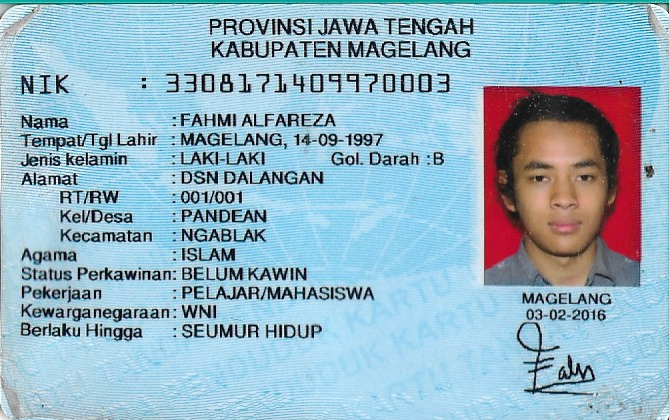 PROVINSI JAWA TENGAH
KABUPATEN MAGELANG
NIK : 3308171409970003
Nama : FAHMI ALFAREZA
Tempat/Tgl Lahir : MAGELANG, 14-09-1997
Jenis kelamin : LAKI-LAKI Gol. Darah : B
Alamat : DSN DALANGAN
RT/RW : 001/001
Kel/Desa : PANDEAN
Kecamatan : NGABLAK
Agama : ISLAM
Status Perkawinan: BELUM KAWIN
Pekerjaan : PELAJAR/MAHASISWA
Kewarganegaraan: WNI
Berlaku Hingga : SEUMUR HIDUP
MAGELANG
03-02-2016